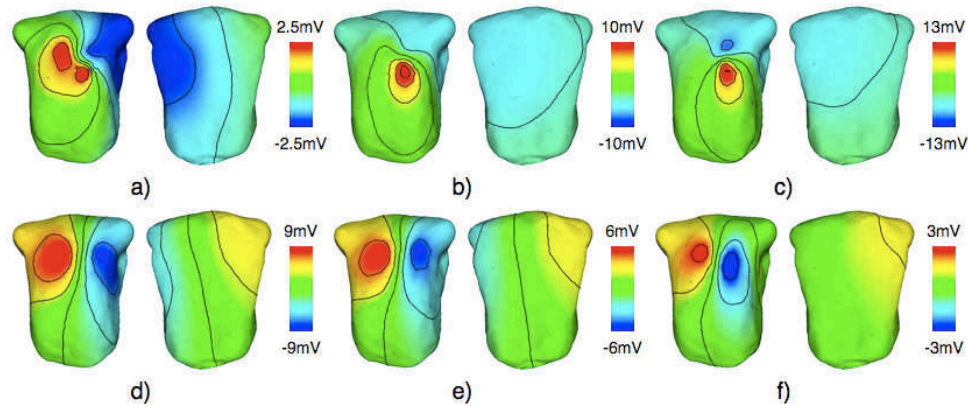 2.5mV
-2.5mV
10mV
-10mV
13mV
-13mV
a)
b)
c)
9mV
-9mV
6mV
-6mV
3mV
-3mV
d)
e)
f)